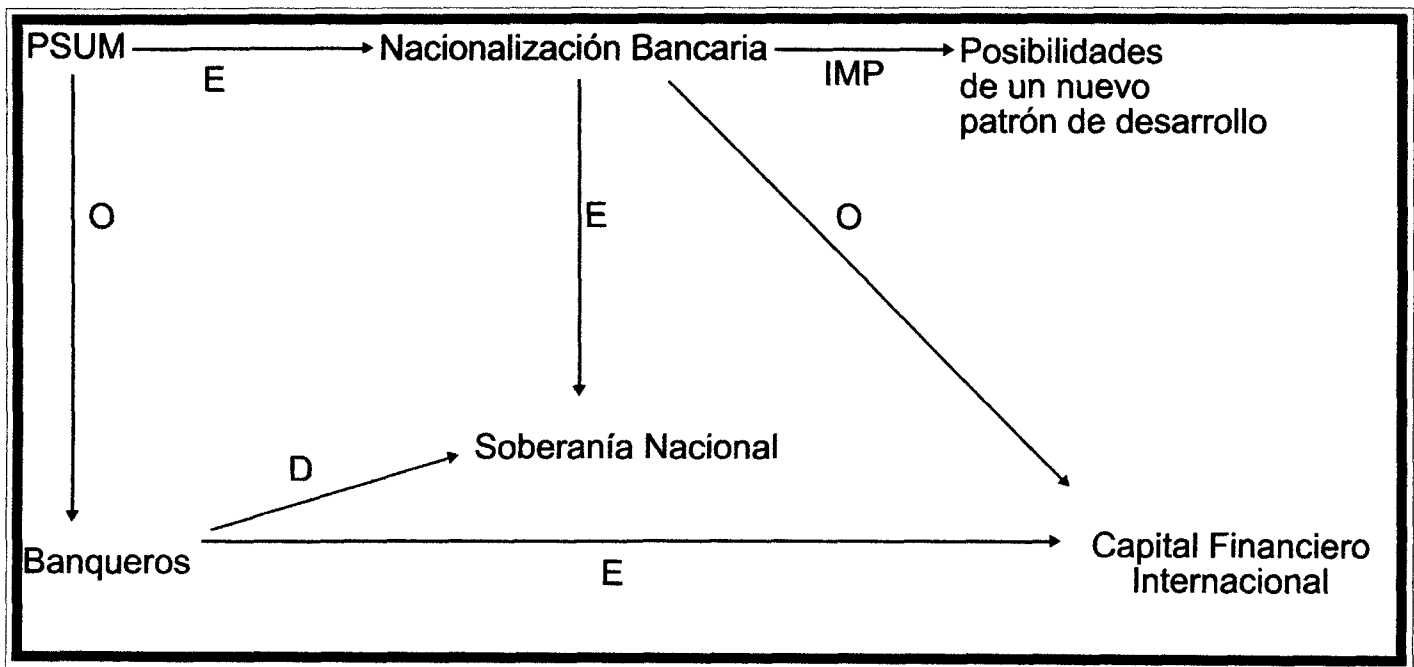 PSUM
E
Nacionalización Bancaria
IMP
Posibilidades
de un nuevo
patrón de desarrollo
O
E
O
Soberanía Nacional
D
Banqueros
E
Capital Financiero
Internacional